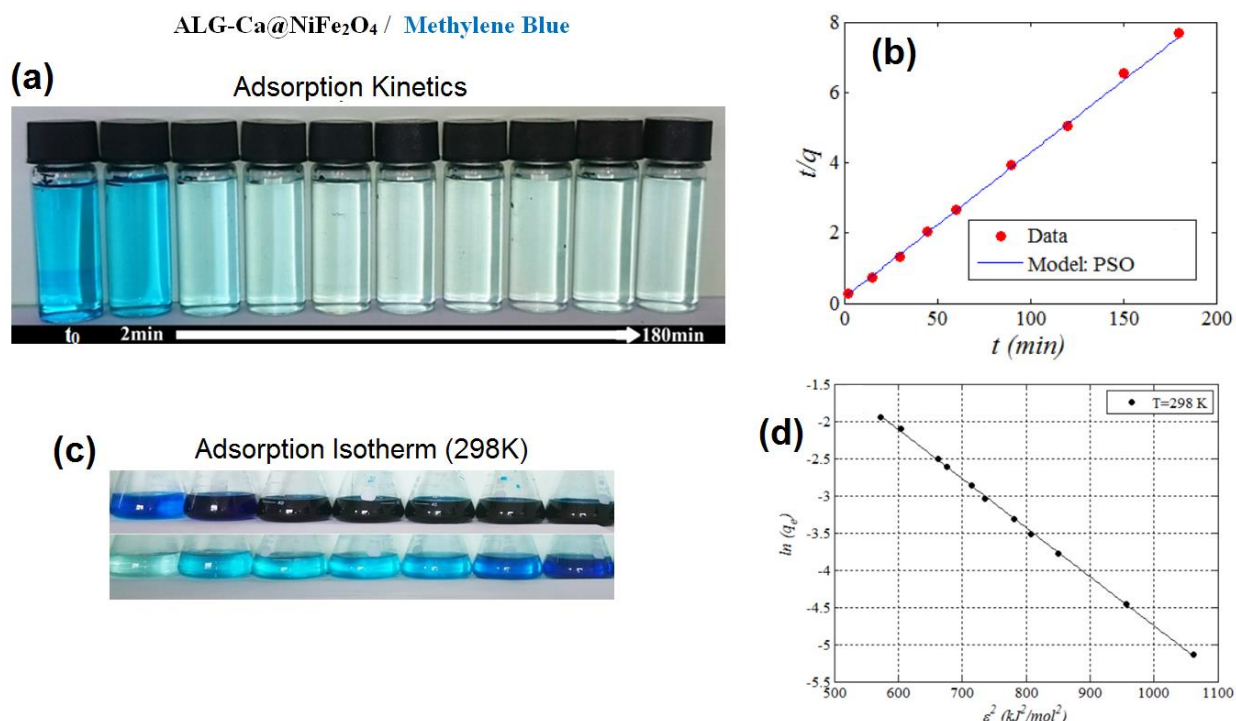 ALG-Ca@NiFe₂O₄ / Methylene Blue
(a)
Adsorption Kinetics
t₀
2min
180min
(b)
t/q
8
6
4
2
0
0
50
100
150
200
t (min)
Data
Model: PSO
(c)
Adsorption Isotherm (298K)
(d)
ln (qₑ)
-1.5
-2
-2.5
-3
-3.5
-4
-4.5
-5
-5.5
500
600
700
800
900
1000
1100
ε² (kJ²/mol²)
T=298 K